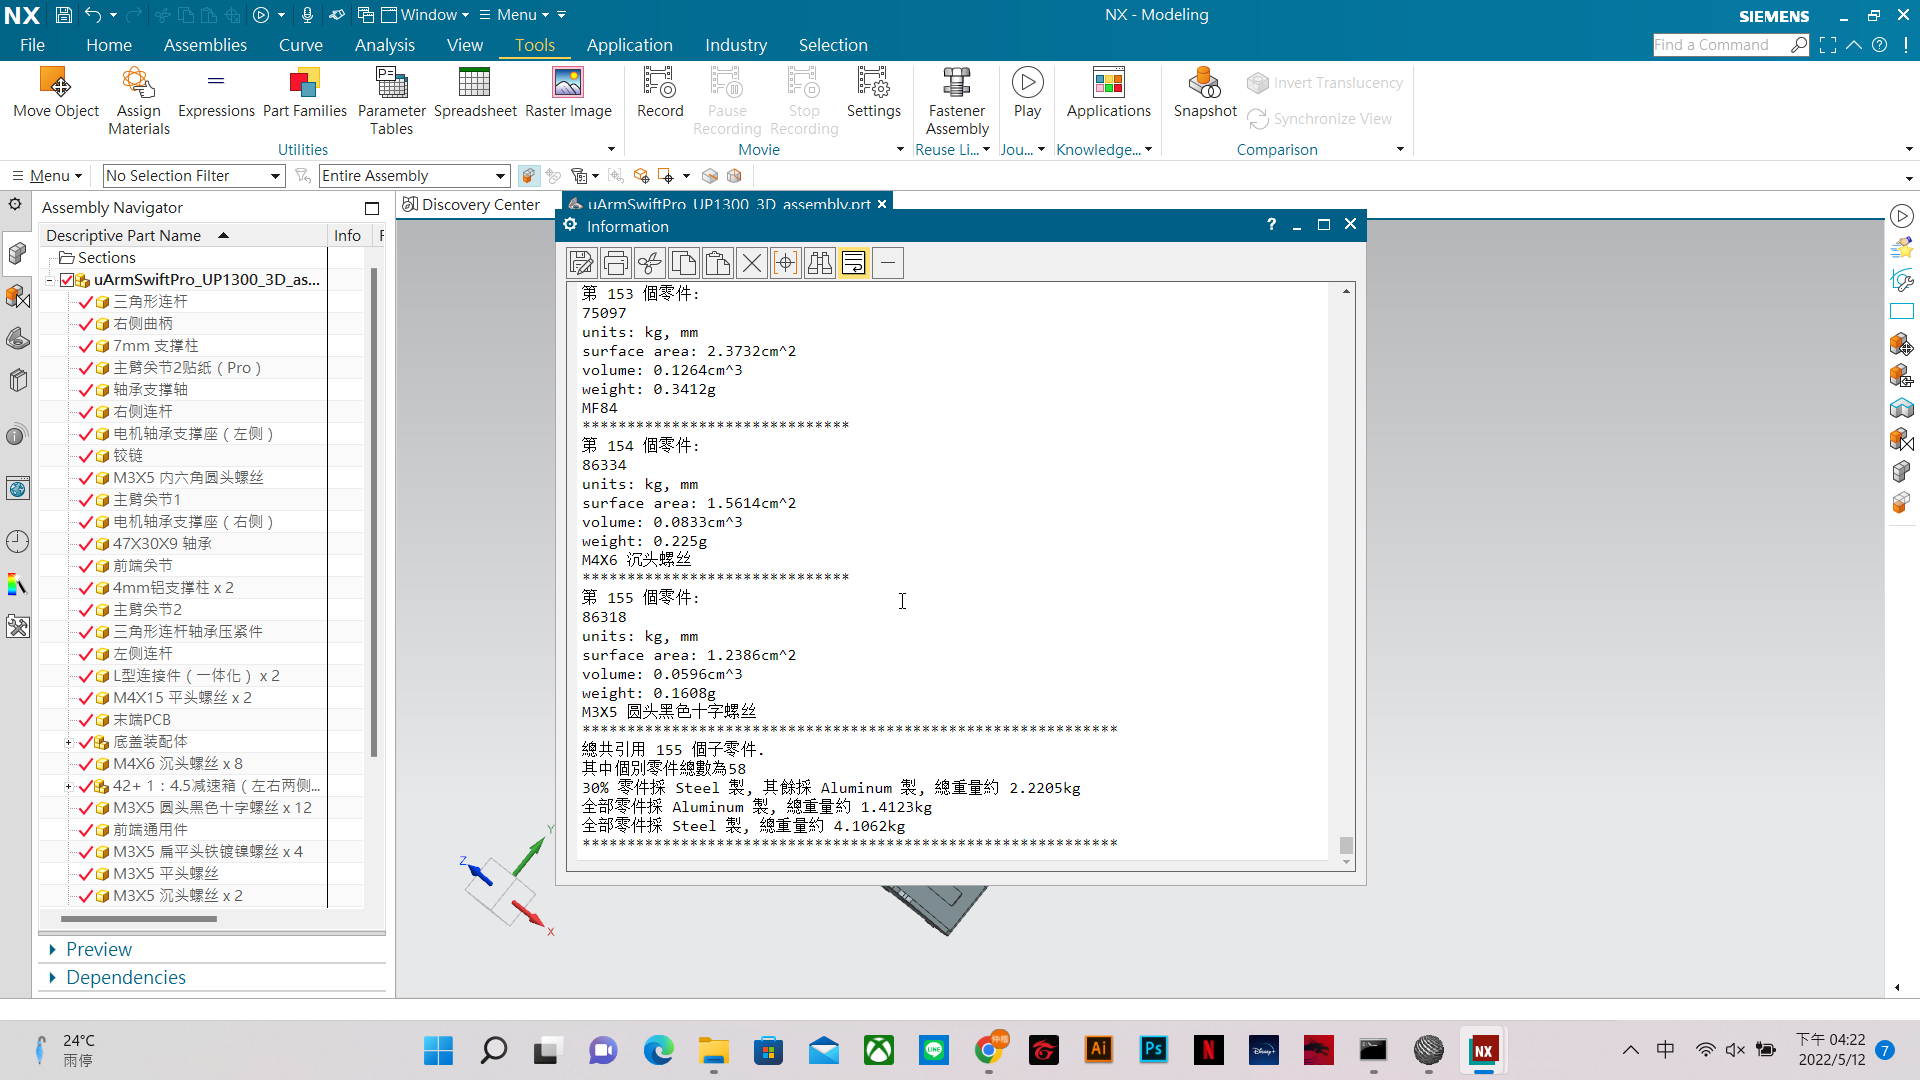 NX
Window
Menu
NX - Modeling
SIEMENS
File
Home
Assemblies
Curve
Analysis
View
Tools
Application
Industry
Selection
Find a Command
Move Object
Assign Materials
Expressions
Part Families
Parameter Tables
Spreadsheet
Raster Image
Record
Pause Recording
Stop Recording
Settings
Fastener Assembly
Play
Applications
Snapshot
Invert Translucency
Synchronize View
Utilities
Movie
Reuse Li...
Jou...
Knowledge...
Comparison
Menu
No Selection Filter
Entire Assembly
Assembly Navigator
Descriptive Part Name
Info
Sections
uArmSwiftPro_UP1300_3D_as...
三角形连杆
右侧曲柄
7mm 支撑柱
主臂关节2贴纸（Pro）
轴承支撑轴
右侧连杆
电机轴承支撑座（左侧）
铰链
M3X5 内六角圆头螺丝
主臂关节1
电机轴承支撑座（右侧）
47X30X9 轴承
前端关节
4mm铝支撑柱 x 2
主臂关节2
三角形连杆轴承压紧件
左侧连杆
L型连接件（一体化） x 2
M4X15 平头螺丝 x 2
末端PCB
底盖装配体
M4X6 沉头螺丝 x 8
42+ 1：4.5减速箱（左右两侧...
M3X5 圆头黑色十字螺丝 x 12
前端通用件
M3X5 扁平头铁镀镍螺丝 x 4
M3X5 平头螺丝
M3X5 沉头螺丝 x 2
Preview
Dependencies
Discovery Center
uArmSwiftPro_UP1300_3D_assembly.prt
Information
第 153 個零件:
75097
units: kg, mm
surface area: 2.3732cm^2
volume: 0.1264cm^3
weight: 0.3412g
MF84
******************************
第 154 個零件:
86334
units: kg, mm
surface area: 1.5614cm^2
volume: 0.0833cm^3
weight: 0.225g
M4X6 沉头螺丝
******************************
第 155 個零件:
86318
units: kg, mm
surface area: 1.2386cm^2
volume: 0.0596cm^3
weight: 0.1608g
M3X5 圆头黑色十字螺丝
************************************************************
總共引用 155 個子零件.
其中個別零件總數為58
30% 零件採 Steel 製, 其餘採 Aluminum 製, 總重量約 2.2205kg
全部零件採 Aluminum 製, 總重量約 1.4123kg
全部零件採 Steel 製, 總重量約 4.1062kg
************************************************************
Y
Z
X
24°C
雨停
Ai
Ps
N
NX
中
下午 04:22
2022/5/12
7